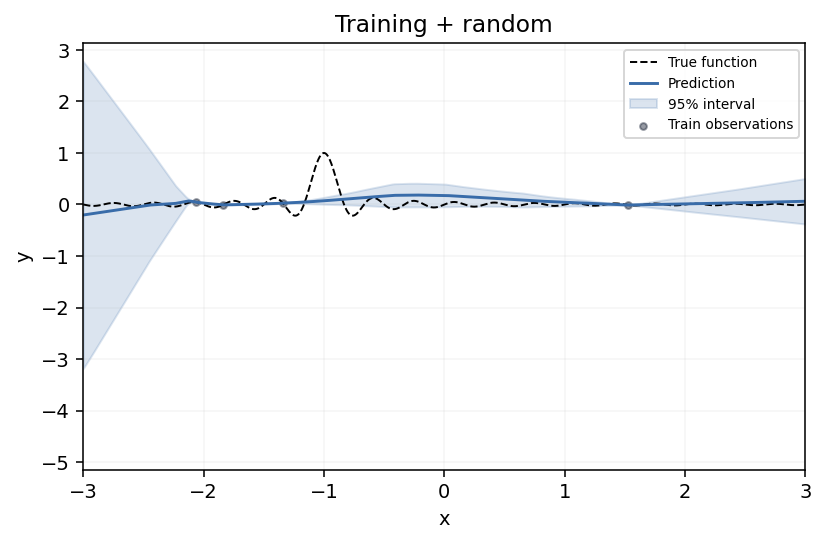 Training + random
3
2
1
0
−1
−2
−3
−4
−5
y
True function
Prediction
95% interval
Train observations
−3
−2
−1
0
1
2
3
x